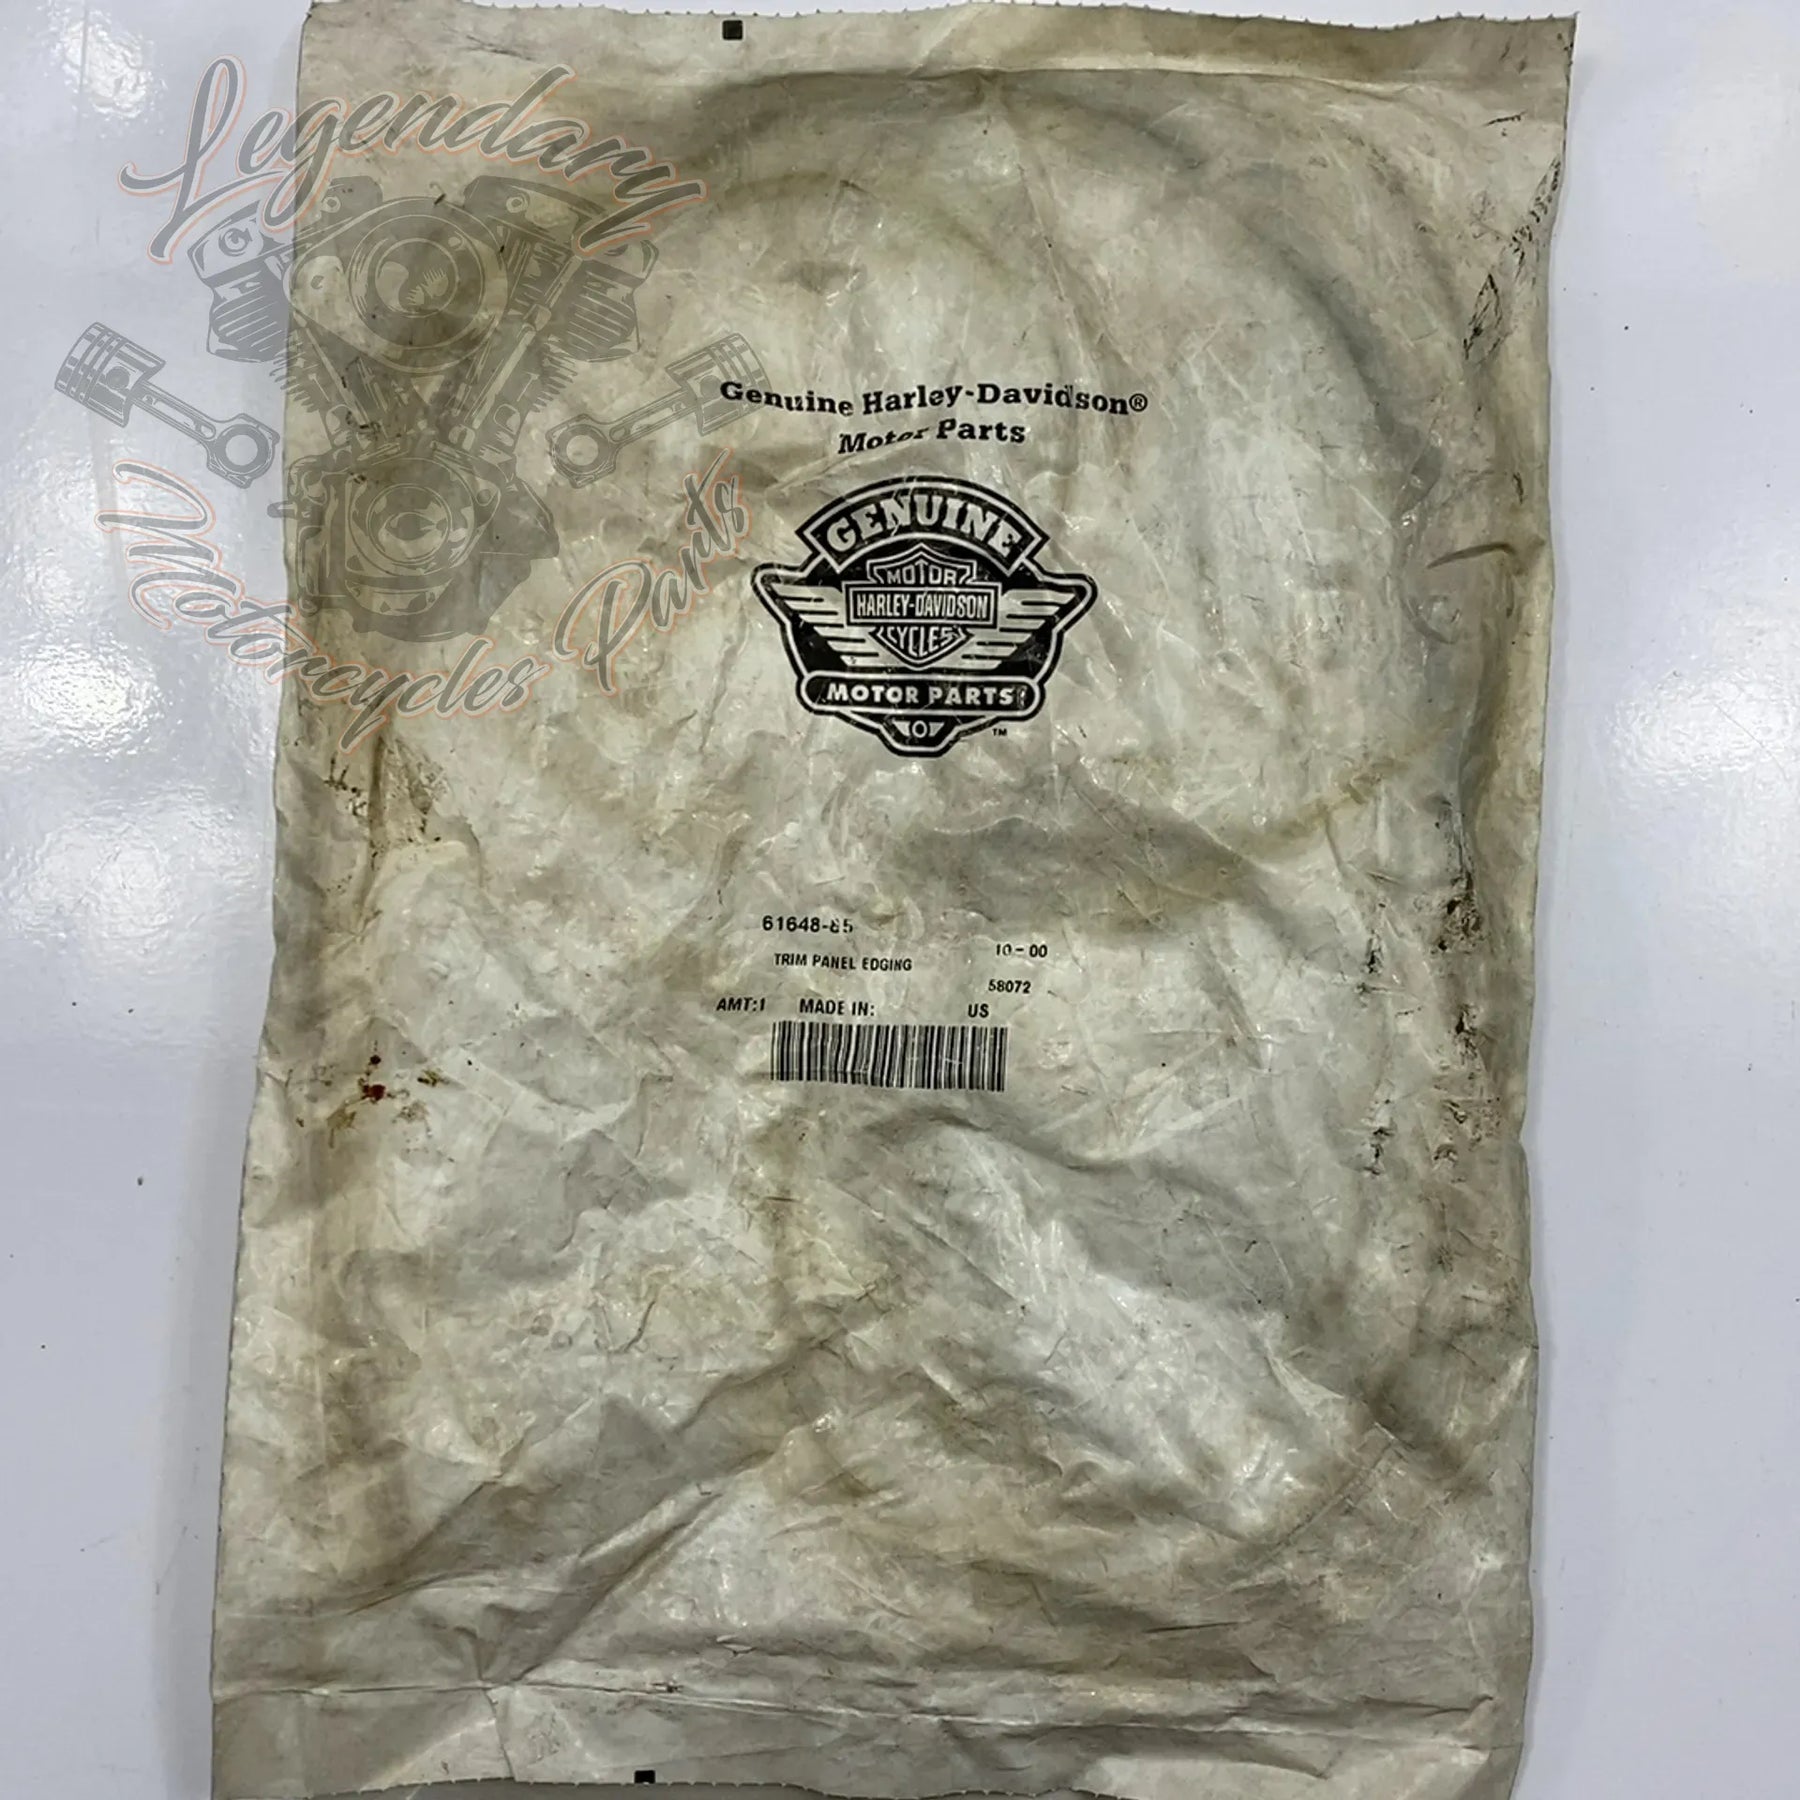 Legendary
Motorcycles Parts
Genuine Harley-Davidson®
Motor Parts
GENUINE
MOTOR
HARLEY-DAVIDSON
CYCLES
MOTOR PARTS
TM
61648-85
10-00
TRIM PANEL EDGING
58072
AMT:1 MADE IN: US